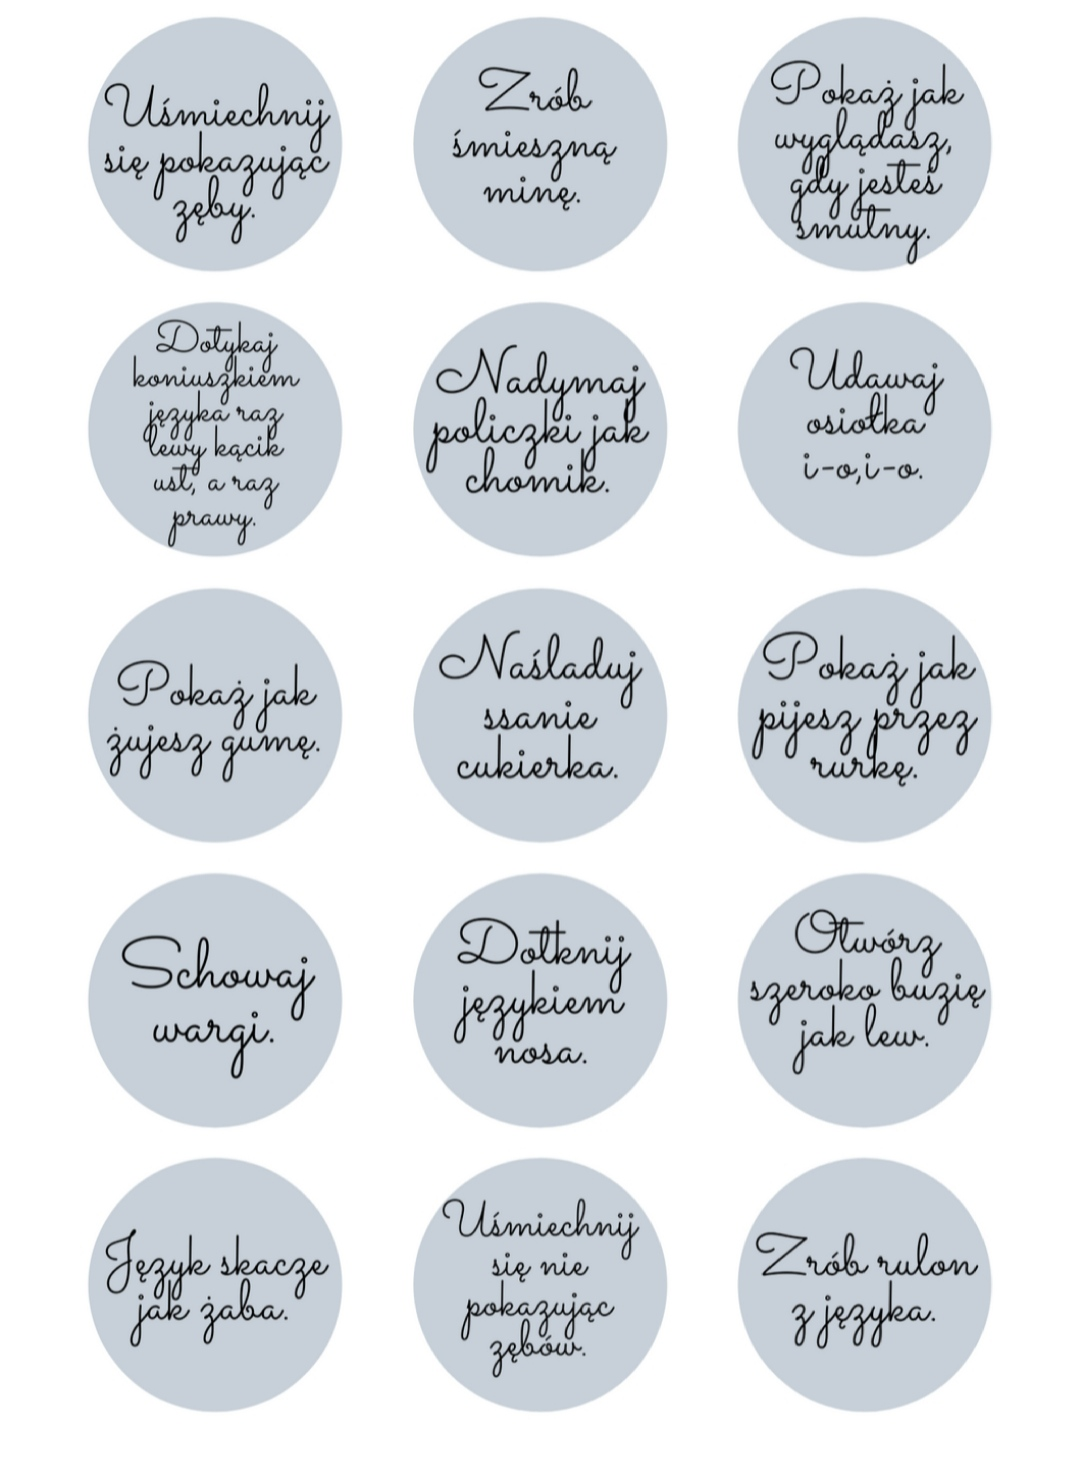 Uśmiechnij
się pokazując
zęby.
Zrób
śmieszną
minę.
Pokaż jak
wyglądasz,
gdy jesteś
smutny.
Dotykaj
koniuszkiem
języka raz
lewy kącik
ust, a raz
prawy.
Nadymaj
policzki jak
chomik.
Udawaj
osiołka
i-o,i-o.
Pokaż jak
żujesz gumę.
Naśladuj
ssanie
cukierka.
Pokaż jak
pijesz przez
rurkę.
Schowaj
wargi.
Dotknij
językiem
nosa.
Otwórz
szeroko buzię
jak lew.
Język skacze
jak żaba.
Uśmiechnij
się nie
pokazując
zębów.
Zrób rulon
z języka.